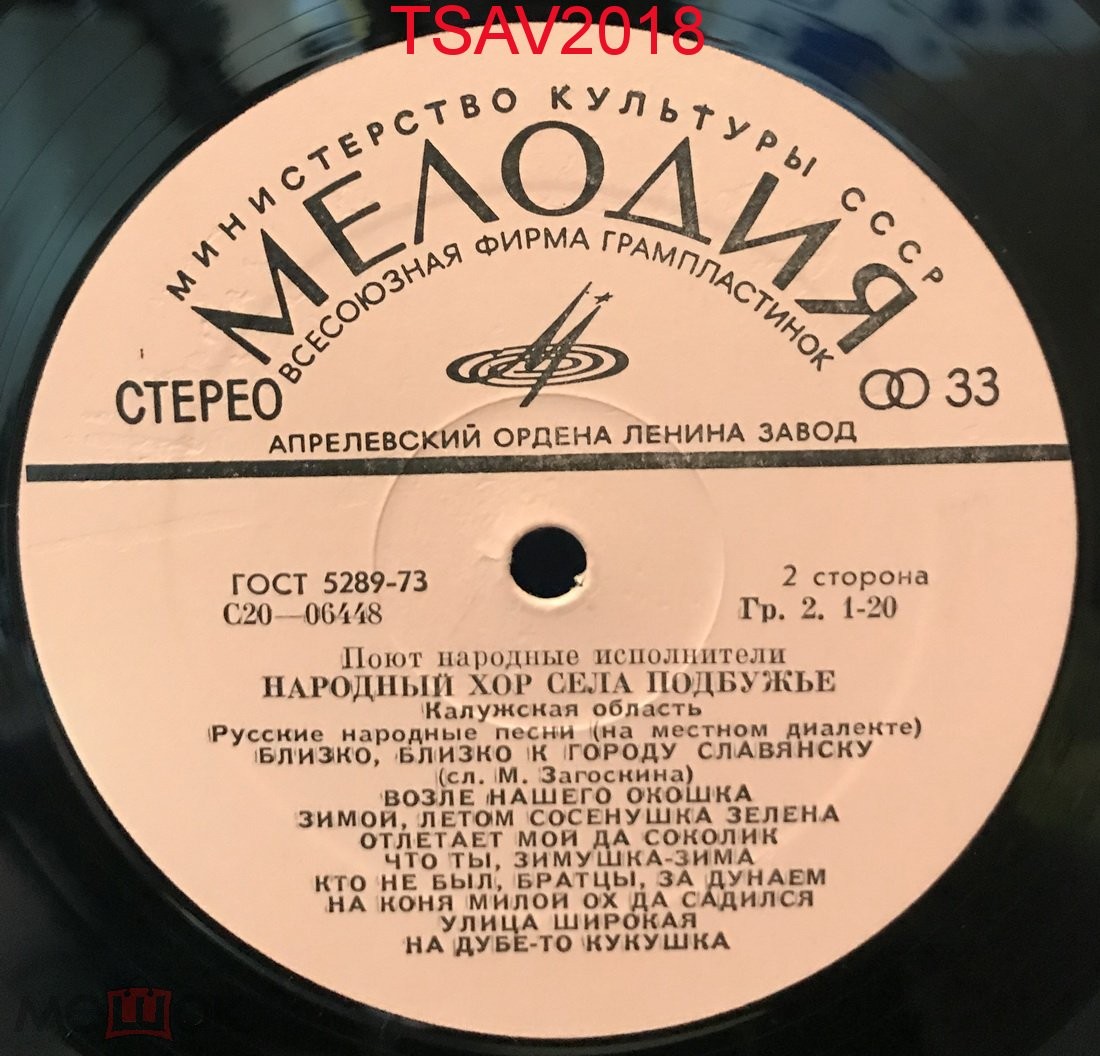 TSAV2018
МИНИСТЕРСТВО КУЛЬТУРЫ СССР
МЕЛОДИЯ
ВСЕСОЮЗНАЯ ФИРМА ГРАМПЛАСТИНОК
СТЕРЕО
33
АПРЕЛЕВСКИЙ ОРДЕНА ЛЕНИНА ЗАВОД
ГОСТ 5289-73
2 сторона
С20—06448
Гр. 2. 1-20
Поют народные исполнители
НАРОДНЫЙ ХОР СЕЛА ПОДБУЖЬЕ
Калужская область
Русские народные песни (на местном диалекте)
БЛИЗКО, БЛИЗКО К ГОРОДУ СЛАВЯНСКУ
(сл. М. Загоскина)
ВОЗЛЕ НАШЕГО ОКОШКА
ЗИМОЙ, ЛЕТОМ СОСЕНУШКА ЗЕЛЕНА
ОТЛЕТАЕТ МОЙ ДА СОКОЛИК
ЧТО ТЫ, ЗИМУШКА-ЗИМА
КТО НЕ БЫЛ, БРАТЦЫ, ЗА ДУНАЕМ
НА КОНЯ МИЛОЙ ОХ ДА САДИЛСЯ
УЛИЦА ШИРОКАЯ
НА ДУБЕ-ТО КУКУШКА
МЕШОК